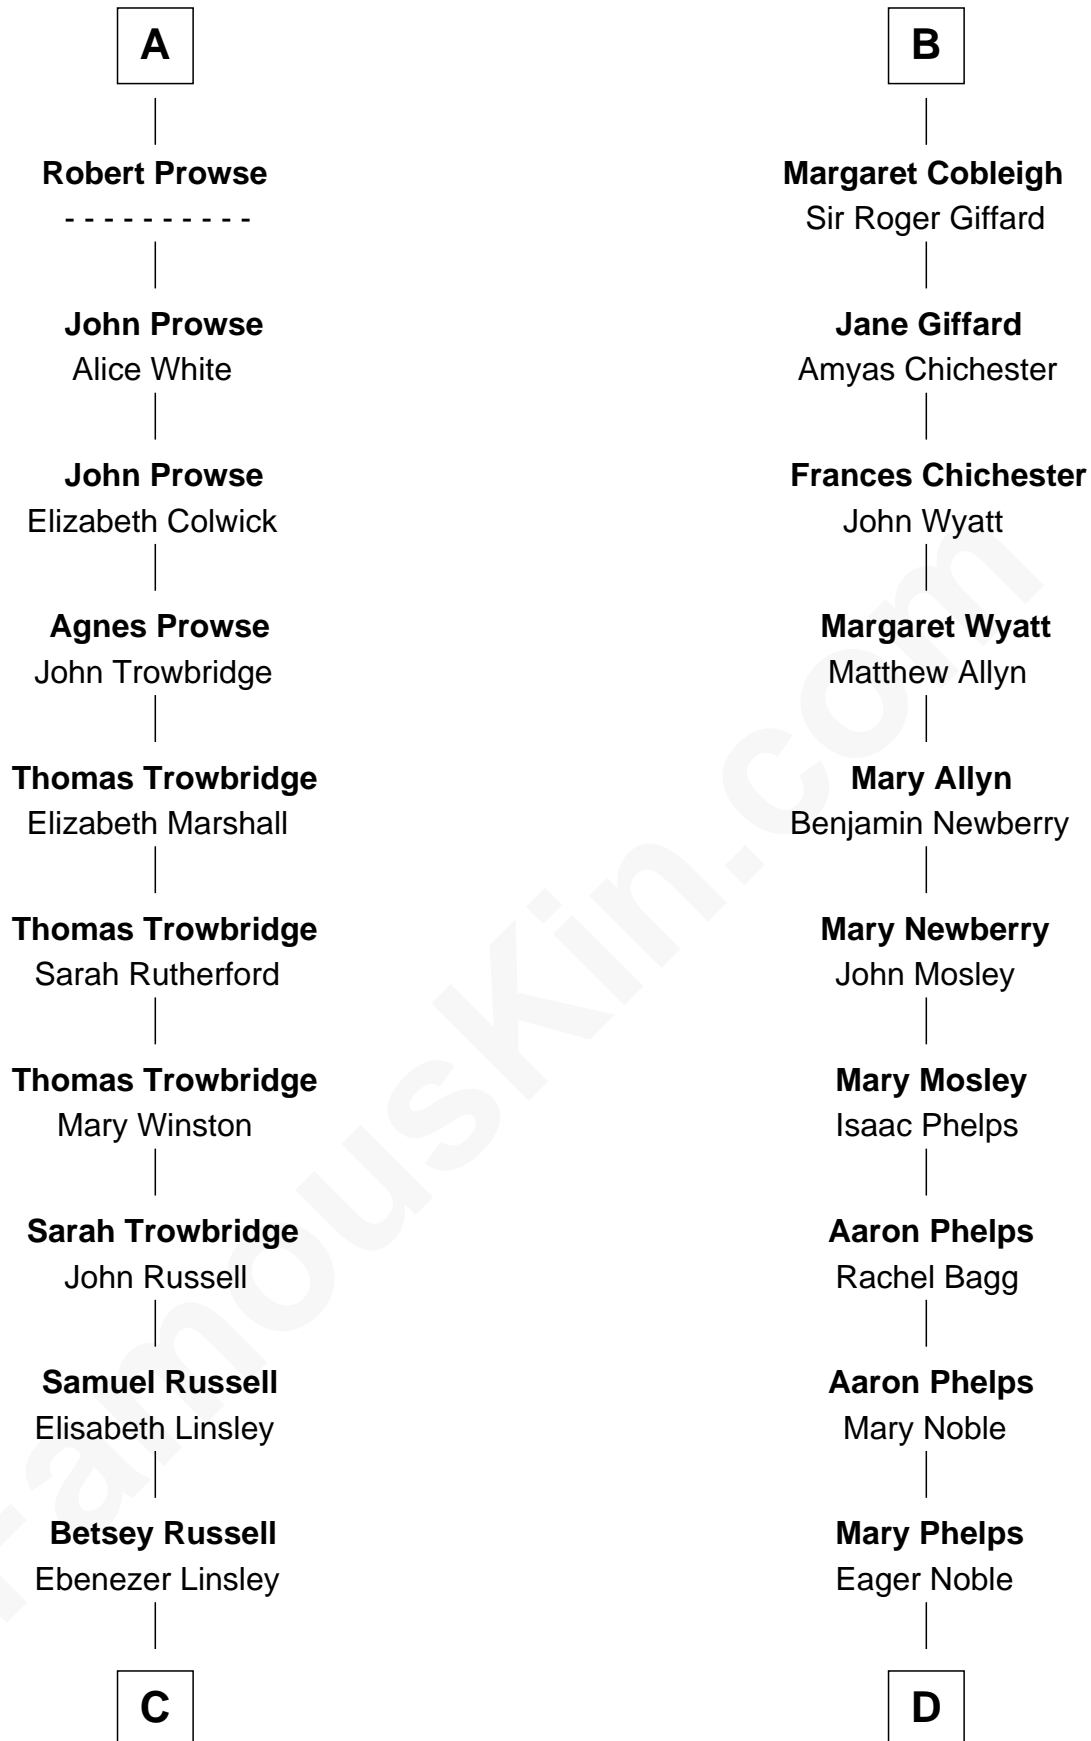 A
Robert Prowse
- - - - - - - - - -
John Prowse
Alice White
John Prowse
Elizabeth Colwick
Agnes Prowse
John Trowbridge
Thomas Trowbridge
Elizabeth Marshall
Thomas Trowbridge
Sarah Rutherford
Thomas Trowbridge
Mary Winston
Sarah Trowbridge
John Russell
Samuel Russell
Elisabeth Linsley
Betsey Russell
Ebenezer Linsley
C
B
Margaret Cobleigh
Sir Roger Giffard
Jane Giffard
Amyas Chichester
Frances Chichester
John Wyatt
Margaret Wyatt
Matthew Allyn
Mary Allyn
Benjamin Newberry
Mary Newberry
John Mosley
Mary Mosley
Isaac Phelps
Aaron Phelps
Rachel Bagg
Aaron Phelps
Mary Noble
Mary Phelps
Eager Noble
D
FamousKin.com